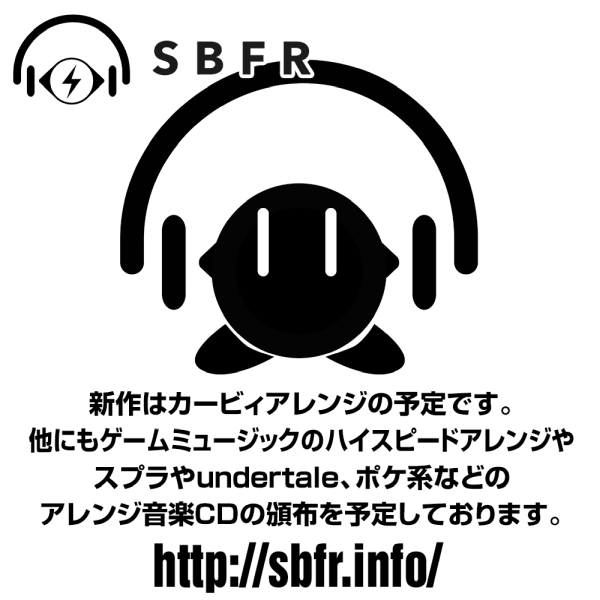 SBFR
新作はカービィアレンジの予定です。
他にもゲームミュージックのハイスピードアレンジや
スプラやundertale、ポケ系などの
アレンジ音楽CDの頒布を予定しております。
http://sbfr.info/